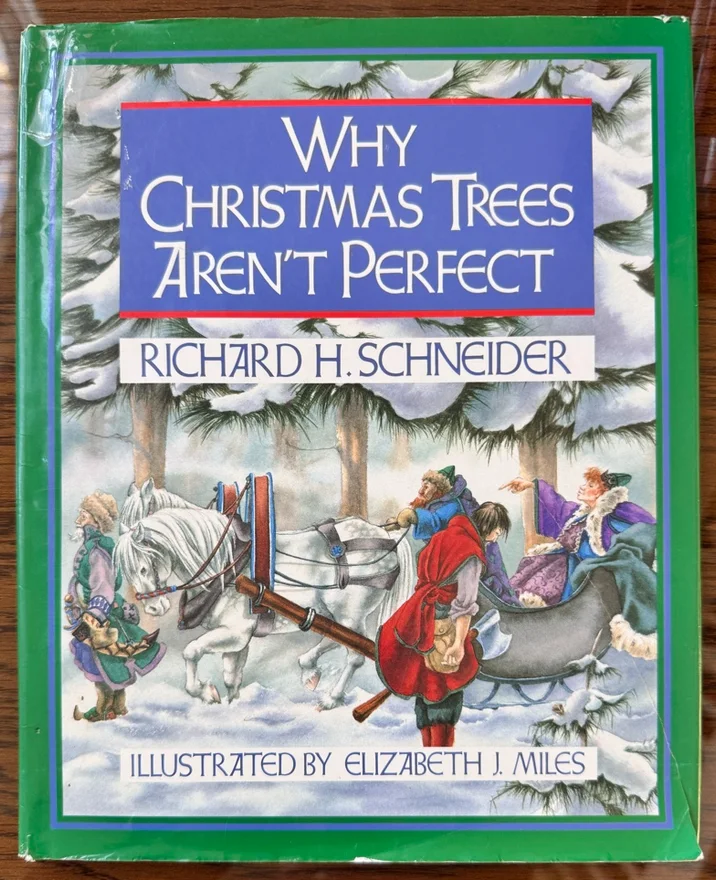 WHY
CHRISTMAS TREES
AREN'T PERFECT
RICHARD H. SCHNEIDER
ILLUSTRATED BY ELIZABETH J. MILES